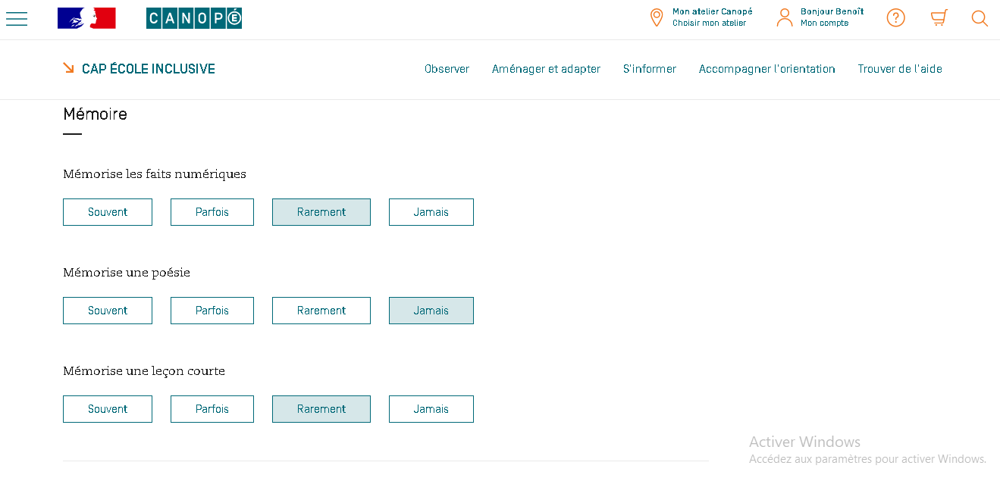 CANOPÉ
Mon atelier Canopé
Choisir mon atelier
Bonjour Benoît
Mon compte
?
CAP ÉCOLE INCLUSIVE
Observer
Aménager et adapter
S'informer
Accompagner l'orientation
Trouver de l'aide
Mémoire
Mémorise les faits numériques
Souvent Parfois Rarement Jamais
Mémorise une poésie
Souvent Parfois Rarement Jamais
Mémorise une leçon courte
Souvent Parfois Rarement Jamais
Activer Windows
Accédez aux paramètres pour activer Windows.